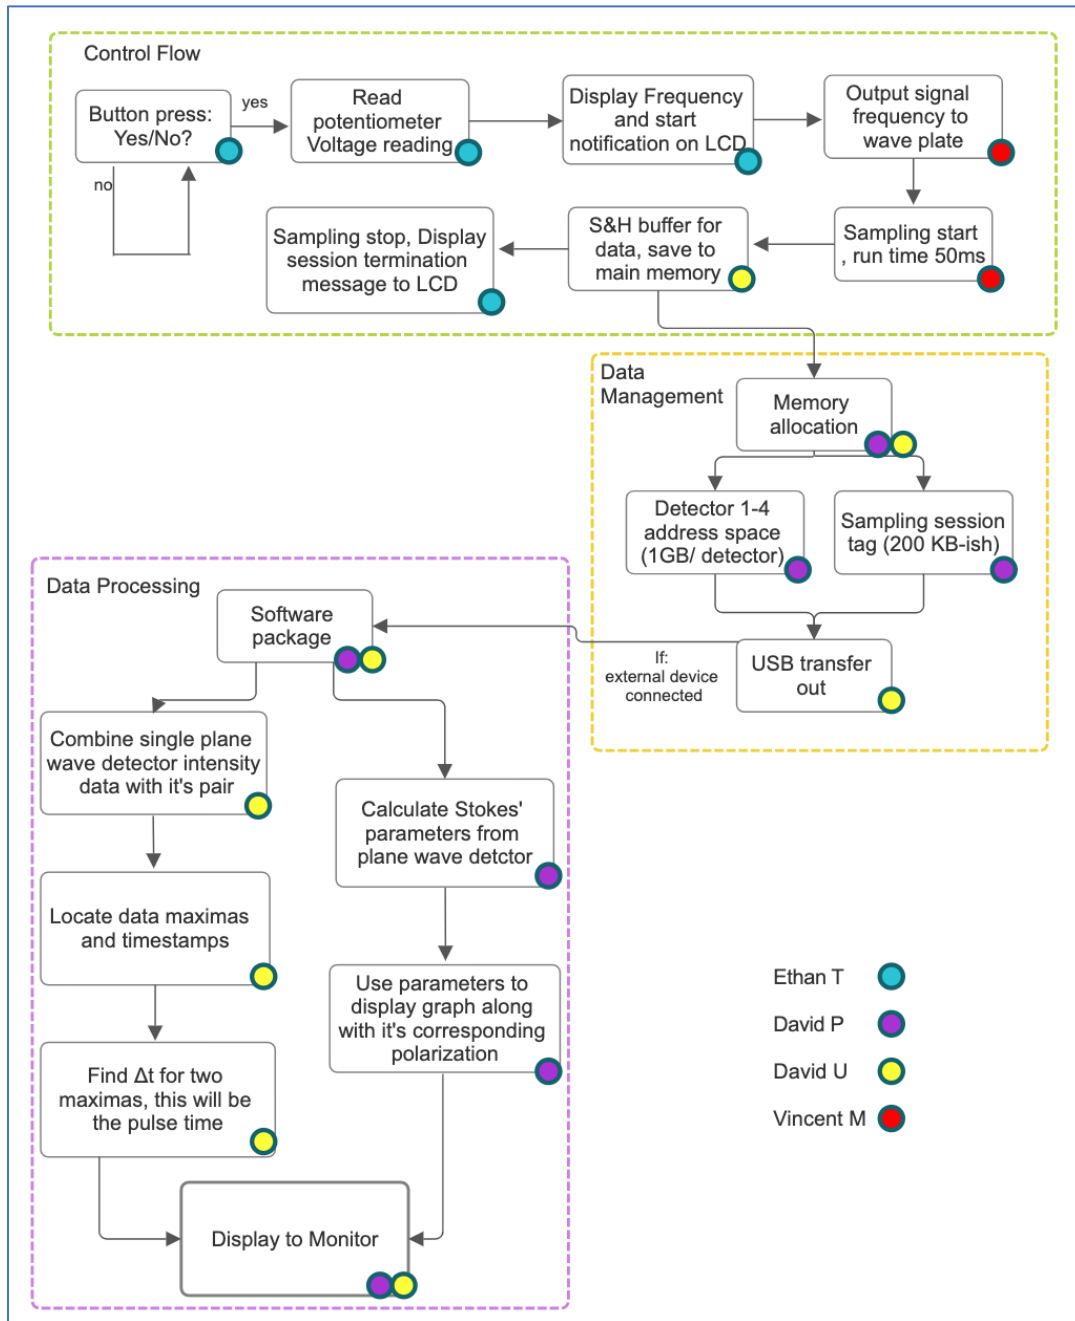 Control Flow
Button press:
Yes/No?
yes
no
Read
potentiometer
Voltage reading
Display Frequency
and start
notification on LCD
Output signal
frequency to
wave plate
Sampling start
, run time 50ms
S&H buffer for
data, save to
main memory
Sampling stop, Display
session termination
message to LCD
Data
Management
Memory
allocation
Detector 1-4
address space
(1GB/ detector)
Sampling session
tag (200 KB-ish)
USB transfer
out
If:
external device
connected
Data Processing
Software
package
Combine single plane
wave detector intensity
data with it's pair
Locate data maximas
and timestamps
Find Δt for two
maximas, this will be
the pulse time
Calculate Stokes'
parameters from
plane wave detctor
Use parameters to
display graph along
with it's corresponding
polarization
Display to Monitor
Ethan T
David P
David U
Vincent M